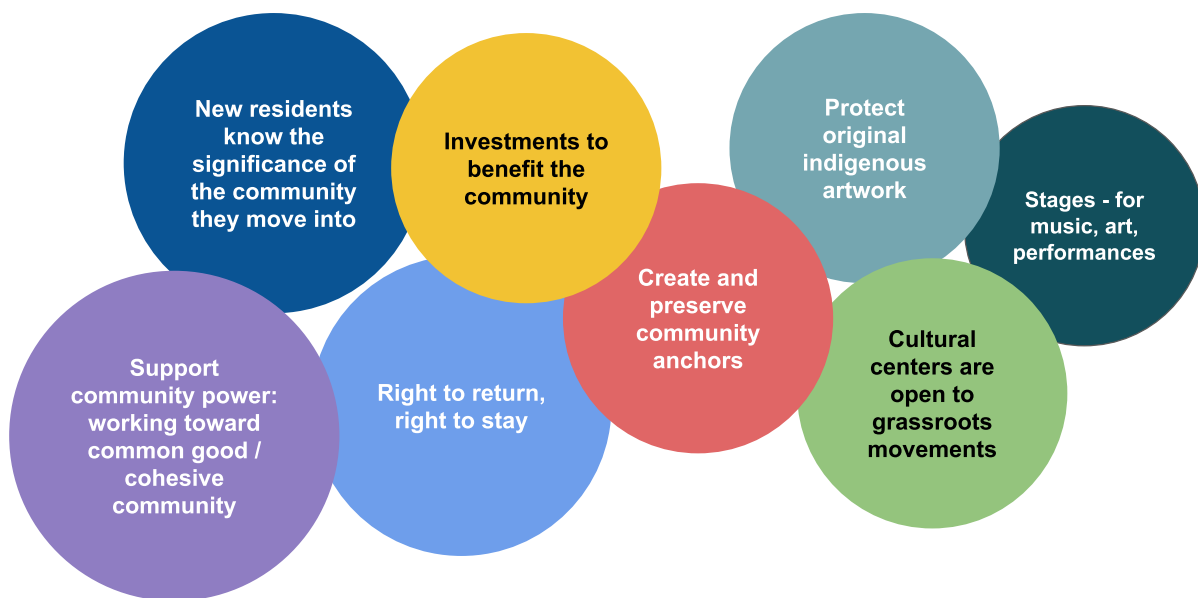 New residents
know the
significance of
the community
they move into
Investments to
benefit the
community
Protect
original
indigenous
artwork
Stages - for
music, art,
performances
Support
community power:
working toward
common good /
cohesive
community
Right to return,
right to stay
Create and
preserve
community
anchors
Cultural
centers are
open to
grassroots
movements